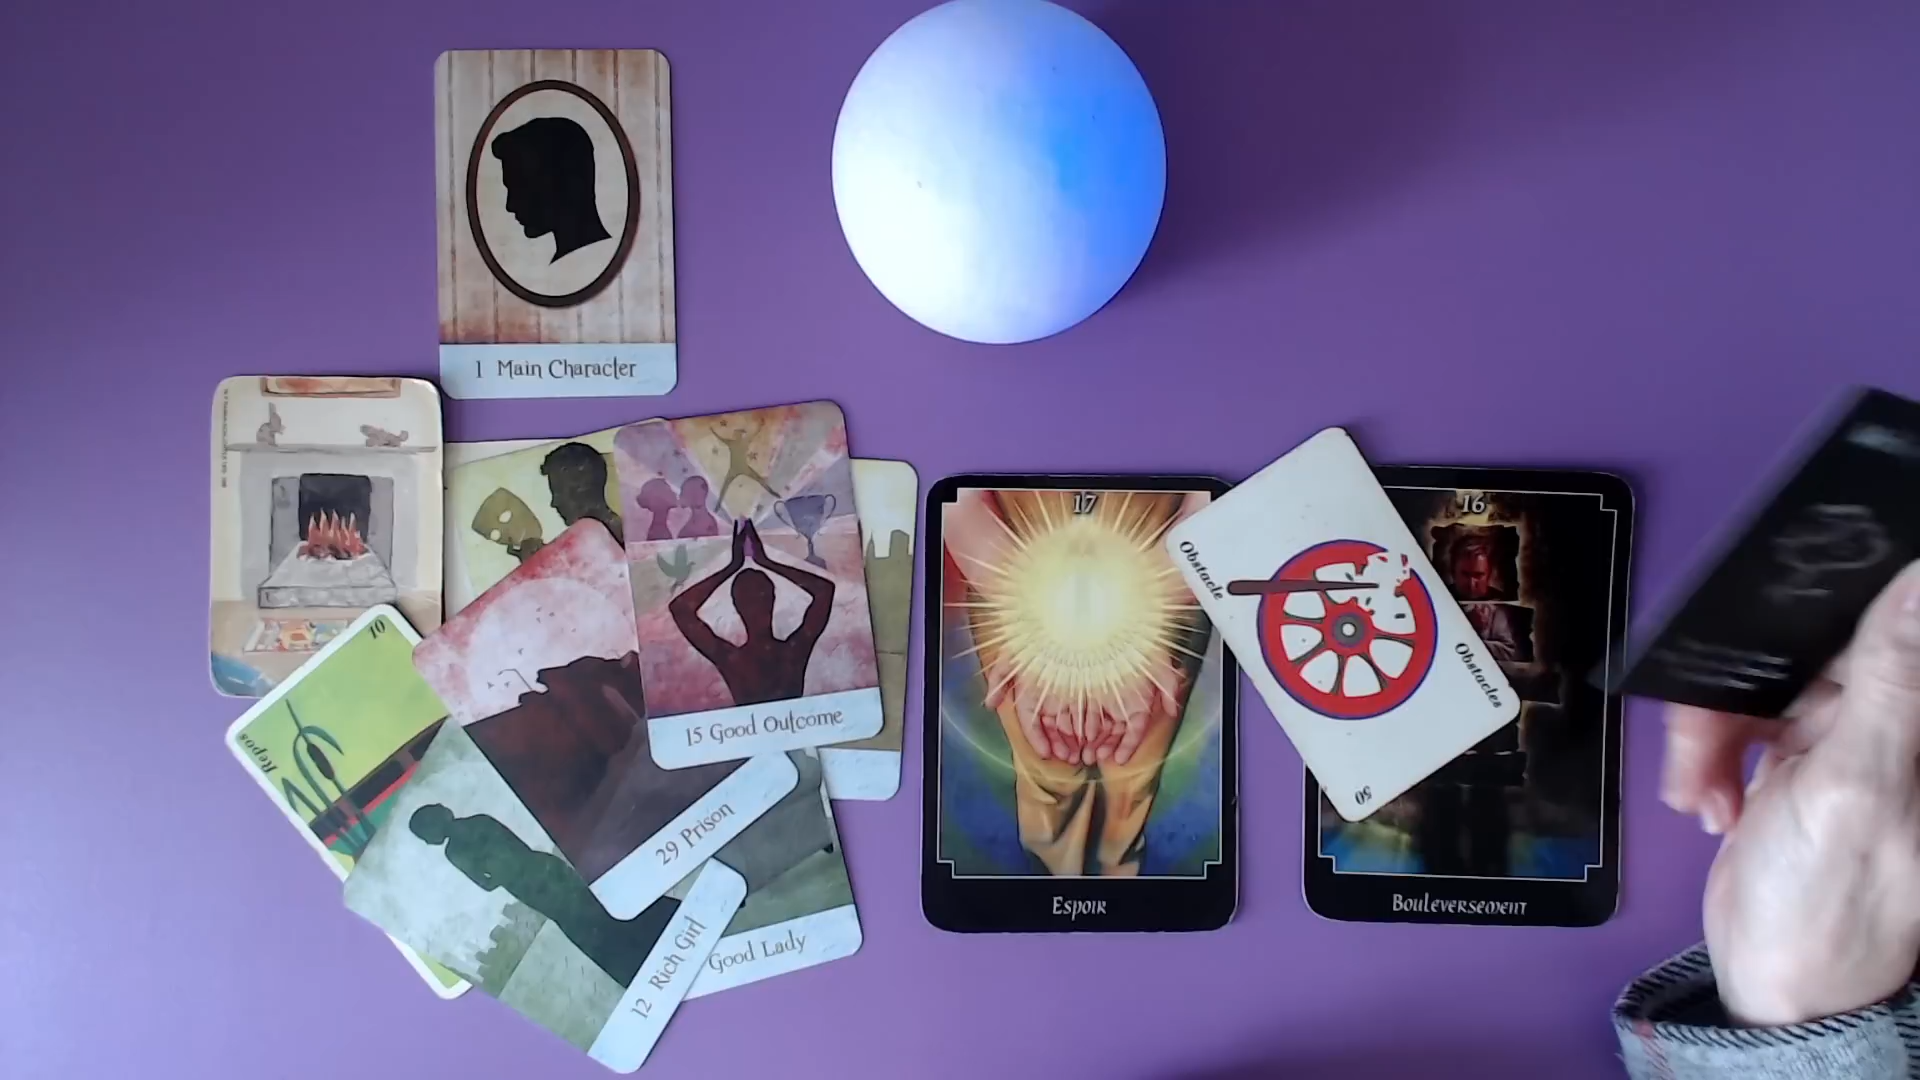 1 Main Character
10
Repos
15 Good Outcome
29 Prison
12 Rich Girl
Good Lady
17
Espoir
Obstacle
Obstacles
50
16
Bouleversement